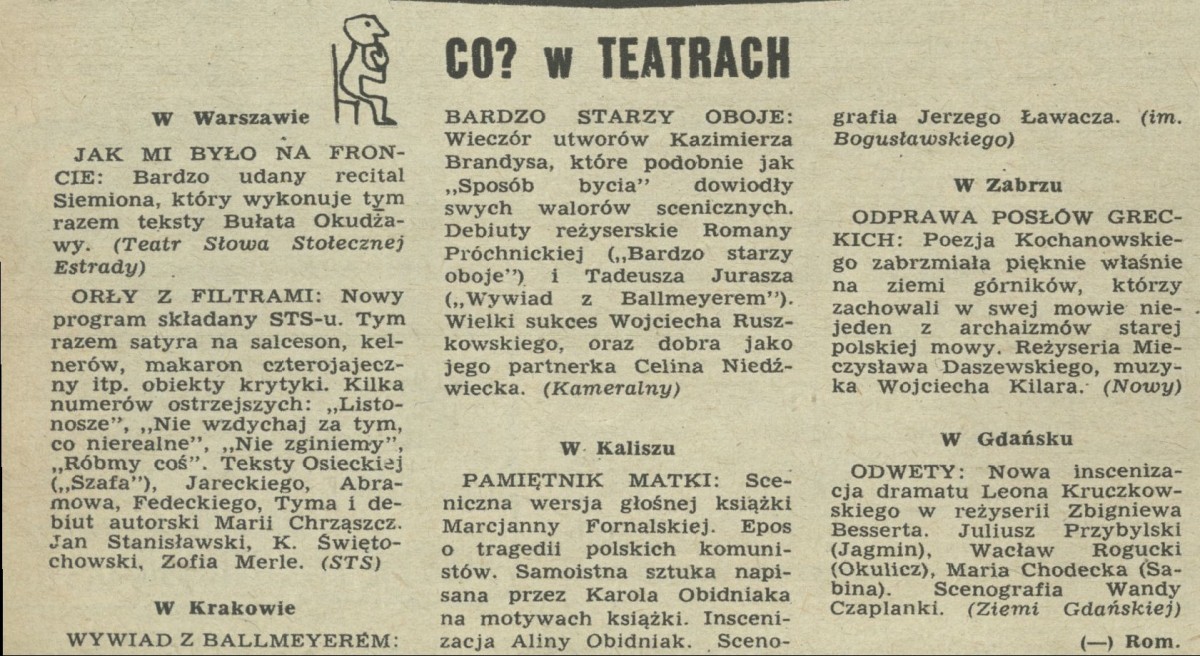 CO? w TEATRACH
W Warszawie
JAK MI BYŁO NA FRON-
CIE: Bardzo udany recital
Siemiona, który wykonuje tym
razem teksty Bułata Okudża-
wy. (Teatr Słowa Stołecznej
Estrady)
ORŁY Z FILTRAMI: Nowy
program składany STS-u. Tym
razem satyra na salceson, kel-
nerów, makaron czterojajecz-
ny itp. obiekty krytyki. Kilka
numerów ostrzejszych: „Listo-
nosze”, „Nie wzdychaj za tym,
co nierealne”, „Nie zginiemy”,
„Róbmy coś”. Teksty Osieckiej
(„Szafa”), Jareckiego, Abra-
mowa, Fedeckiego, Tyma i de-
biut autorski Marii Chrząszcz.
Jan Stanisławski, K. Święto-
chowski, Zofia Merle. (STS)
W Krakowie
WYWIAD Z BALLMEYEREM:
BARDZO STARZY OBOJE:
Wieczór utworów Kazimierza
Brandysa, które podobnie jak
„Sposób bycia” dowiodły
swych walorów scenicznych.
Debiuty reżyserskie Romany
Próchnickiej („Bardzo starzy
oboje”) i Tadeusza Jurasza
(„Wywiad z Ballmeyerem”).
Wielki sukces Wojciecha Rusz-
kowskiego, oraz dobra jako
jego partnerka Celina Niedź-
wiecka. (Kameralny)
W Kaliszu
PAMIĘTNIK MATKI: Sce-
niczna wersja głośnej książki
Marcjanny Fornalskiej. Epos
o tragedii polskich komuni-
stów. Samoistna sztuka napi-
sana przez Karola Obidniaka
na motywach książki. Insceni-
zacja Aliny Obidniak. Sceno-
grafia Jerzego Ławacza. (im.
Bogusławskiego)
W Zabrzu
ODPRAWA POSŁÓW GREC-
KICH: Poezja Kochanowskie-
go zabrzmiała pięknie właśnie
na ziemi górników, którzy
zachowali w swej mowie nie-
jeden z archaizmów starej
polskiej mowy. Reżyseria Mie-
czysława Daszewskiego, muzy-
ka Wojciecha Kilara. (Nowy)
W Gdańsku
ODWETY: Nowa insceniza-
cja dramatu Leona Kruczkow-
skiego w reżyserii Zbigniewa
Besserta. Juliusz Przybylski
(Jagmin), Wacław Rogucki
(Okulicz), Maria Chodecka (Sa-
bina). Scenografia Wandy
Czaplanki. (Ziemi Gdańskiej)
(—) Rom.